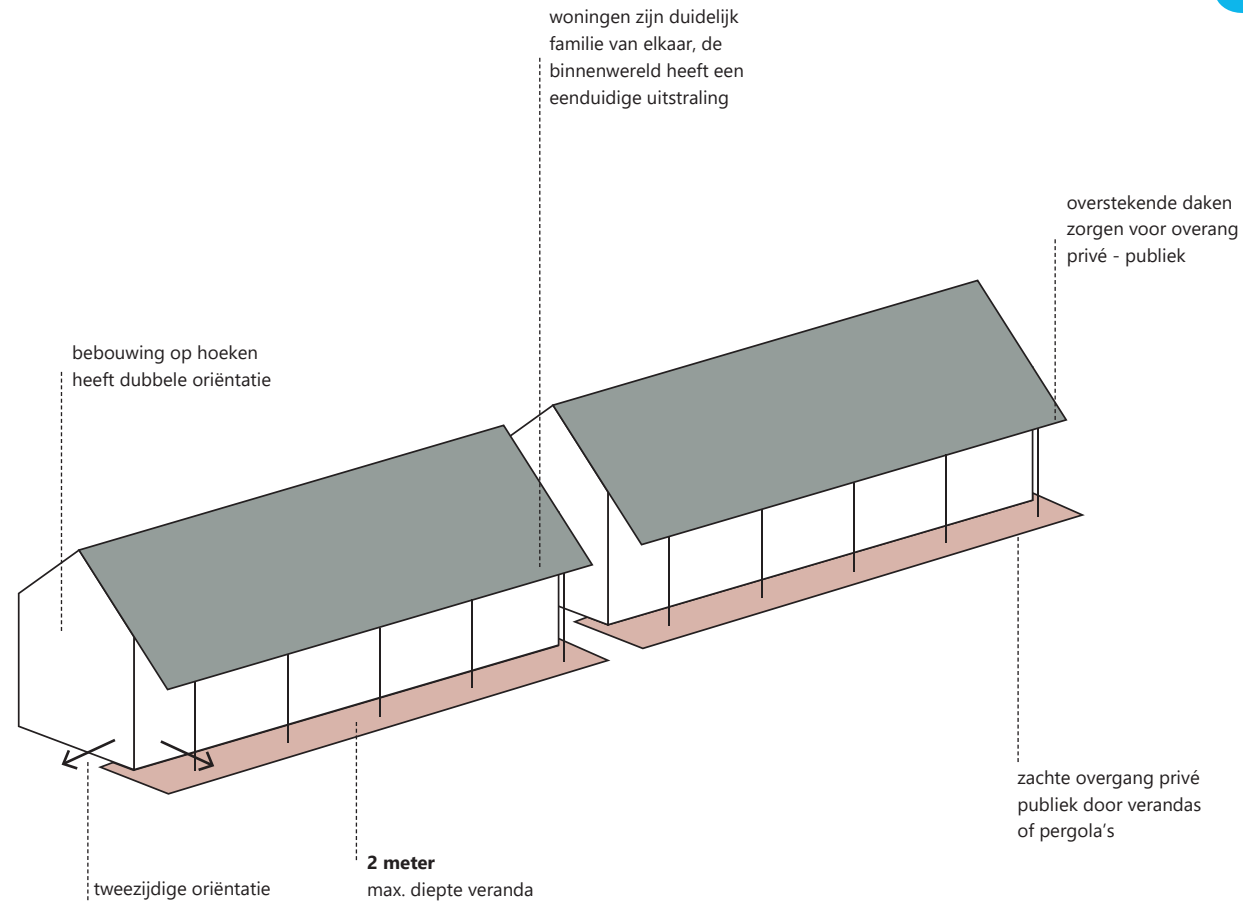 woningen zijn duidelijk
familie van elkaar, de
binnenwereld heeft een
eenduidige uitstraling
overstekende daken
zorgen voor overang
privé - publiek
bebouwing op hoeken
heeft dubbele oriëntatie
zachte overgang privé
publiek door verandas
of pergola's
2 meter
max. diepte veranda
tweezijdige oriëntatie